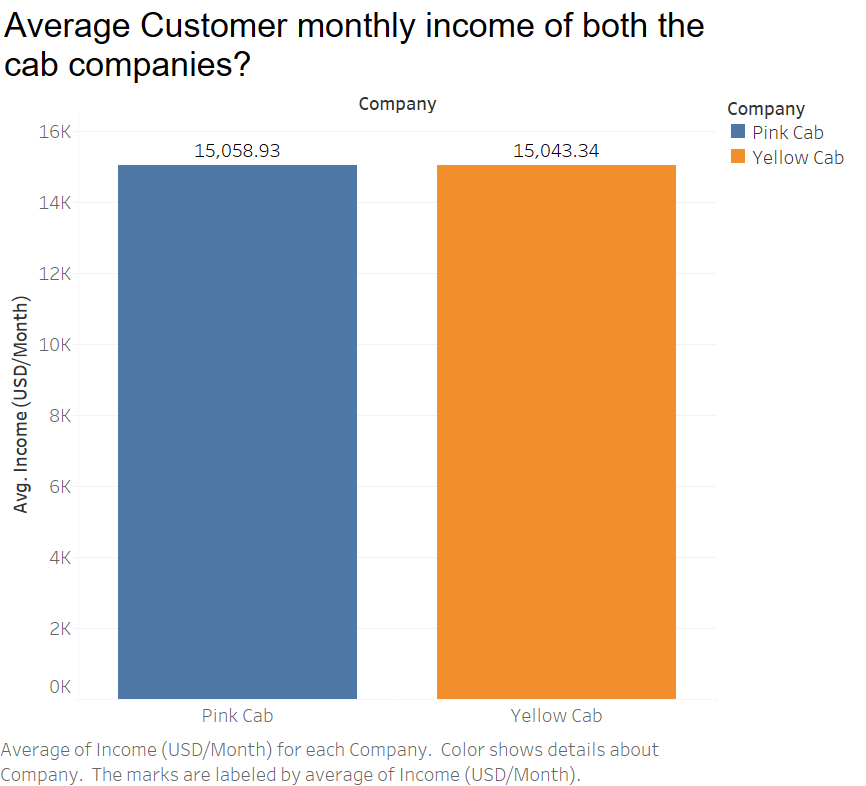 Average Customer monthly income of both the
cab companies?
Company
Company
Pink Cab
Yellow Cab
16K
15,058.93
15,043.34
14K
12K
10K
8K
6K
4K
2K
0K
Avg. Income (USD/Month)
Pink Cab
Yellow Cab
Average of Income (USD/Month) for each Company.  Color shows details about
Company.  The marks are labeled by average of Income (USD/Month).